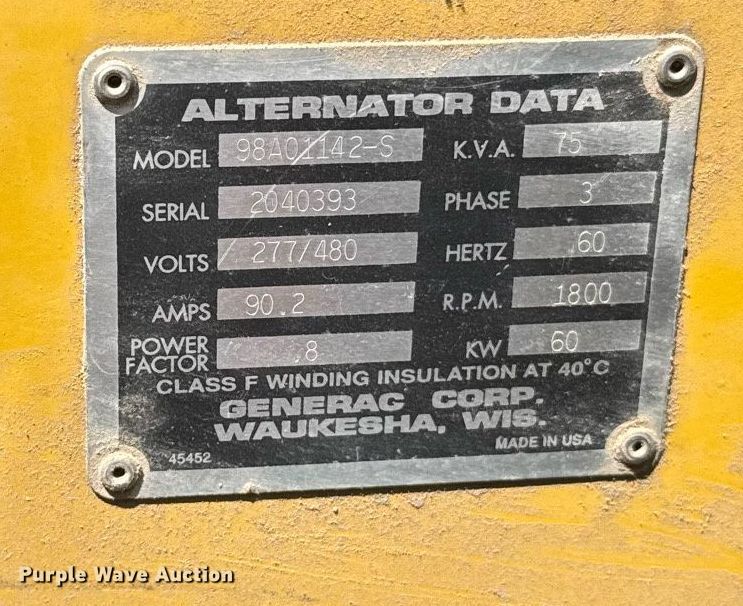 ALTERNATOR DATA
MODEL 98A01142-S K.V.A. 75
SERIAL 2040393 PHASE 3
VOLTS 277/480 HERTZ 60
AMPS 90.2 R.P.M. 1800
POWER FACTOR .8 KW 60
CLASS F WINDING INSULATION AT 40°C
GENERAC CORP.
WAUKESHA, WIS.
45452 MADE IN USA
Purple Wave Auction